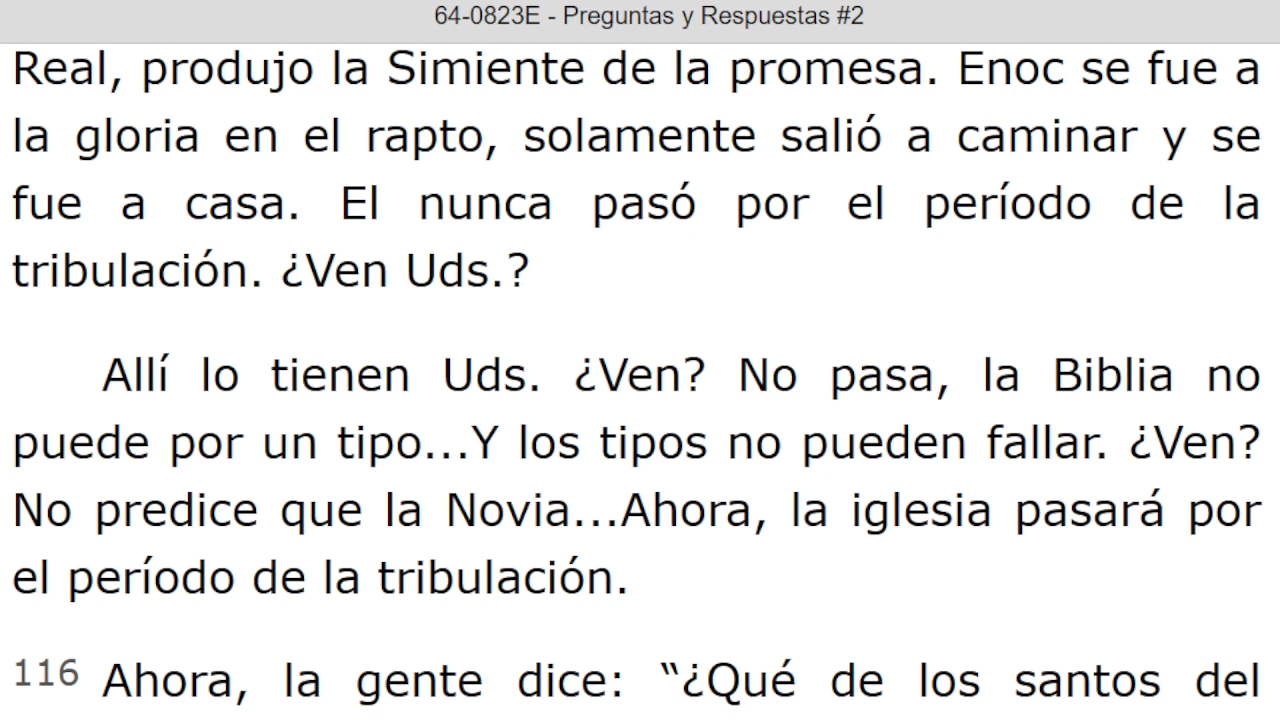 64-0823E - Preguntas y Respuestas #2
Real, produjo la Simiente de la promesa. Enoc se fue a
la gloria en el rapto, solamente salió a caminar y se
fue a casa. El nunca pasó por el período de la
tribulación. ¿Ven Uds.?
Allí lo tienen Uds. ¿Ven? No pasa, la Biblia no
puede por un tipo...Y los tipos no pueden fallar. ¿Ven?
No predice que la Novia...Ahora, la iglesia pasará por
el período de la tribulación.
116 Ahora, la gente dice: “¿Qué de los santos del